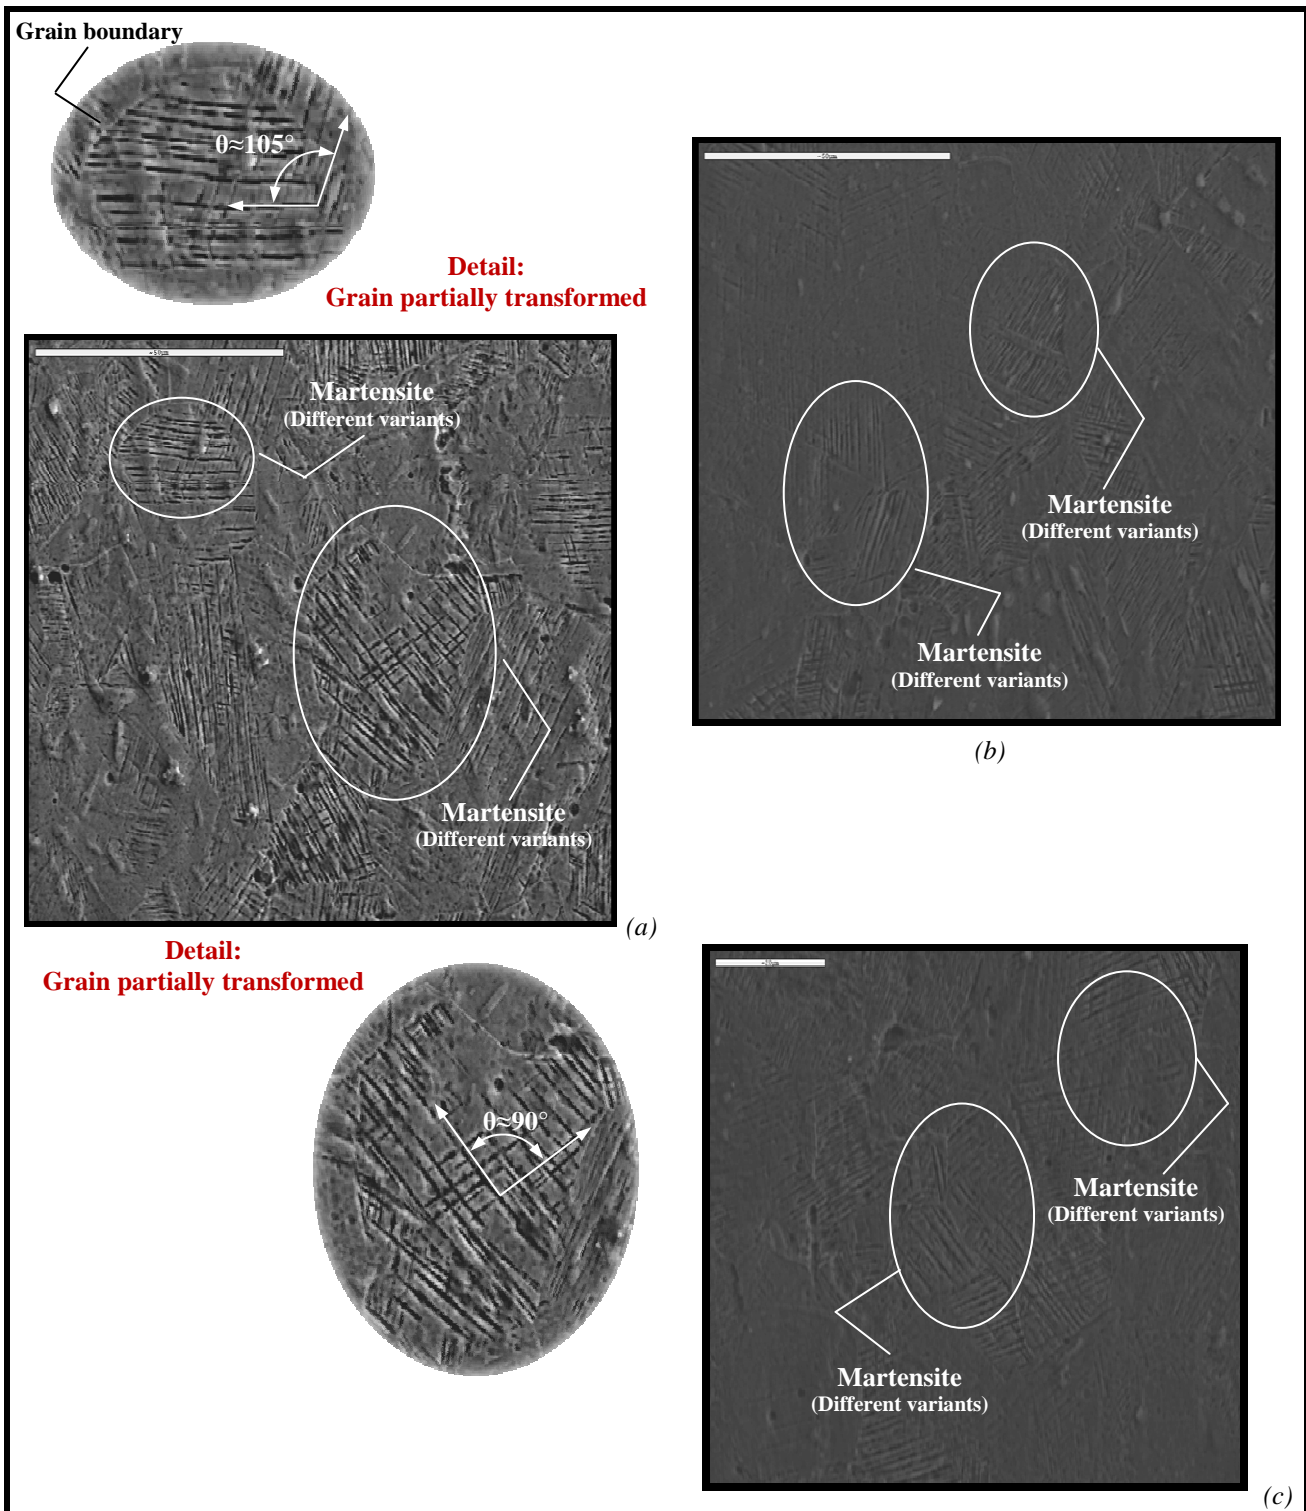 Grain boundary
θ≈105°
Detail:
Grain partially transformed
Martensite
(Different variants)
Martensite
(Different variants)
(a)
Martensite
(Different variants)
Martensite
(Different variants)
(b)
Detail:
Grain partially transformed
θ≈90°
Martensite
(Different variants)
Martensite
(Different variants)
(c)